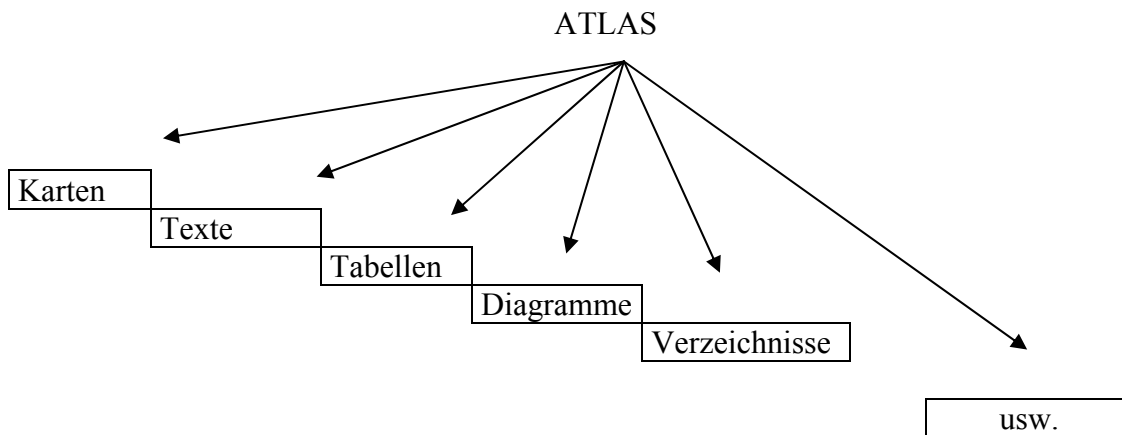 ATLAS
Karten
Texte
Tabellen
Diagramme
Verzeichnisse
usw.